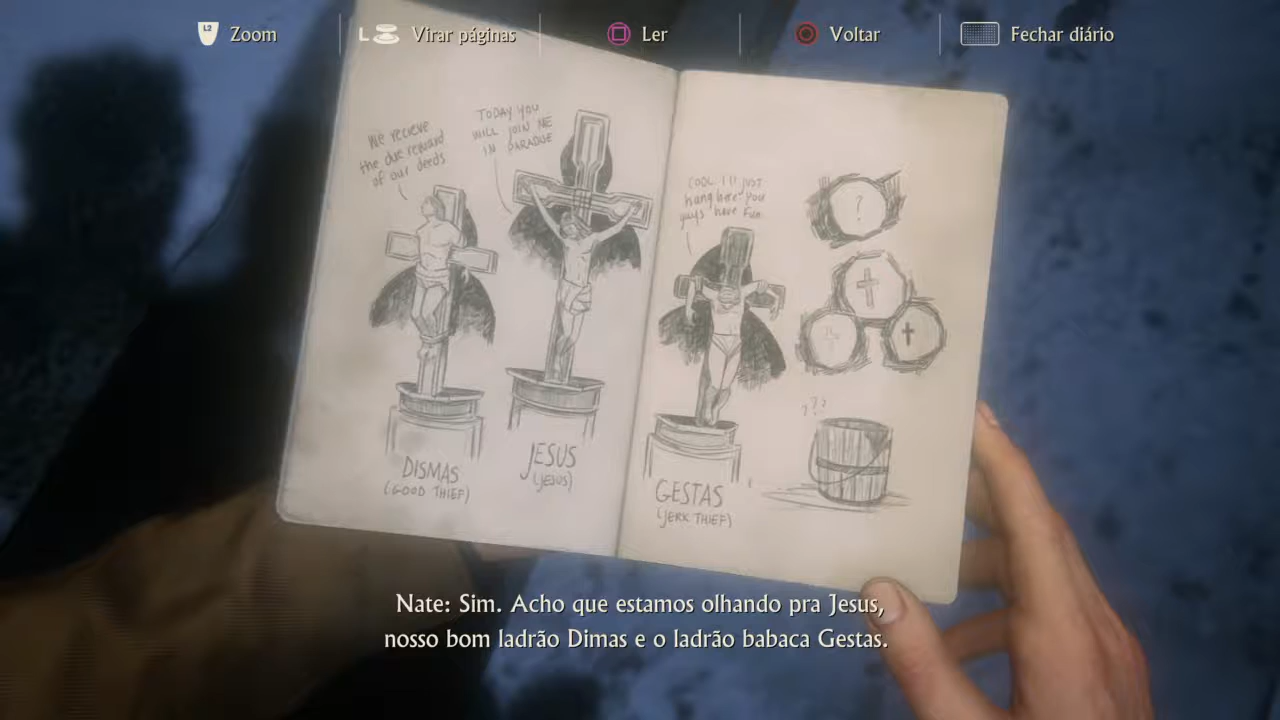 L2 Zoom
L Virar páginas
Ler
Voltar
Fechar diário
We recieve
the due reward
of our deeds
TODAY YOU
WILL JOIN ME
IN PARADISE
COOL. I'll just
hang here. you
guys have fun.
?
DISMAS
(GOOD THIEF)
JESUS
(JESUS)
GESTAS
(JERK THIEF)
???
Nate: Sim. Acho que estamos olhando pra Jesus,
nosso bom ladrão Dimas e o ladrão babaca Gestas.